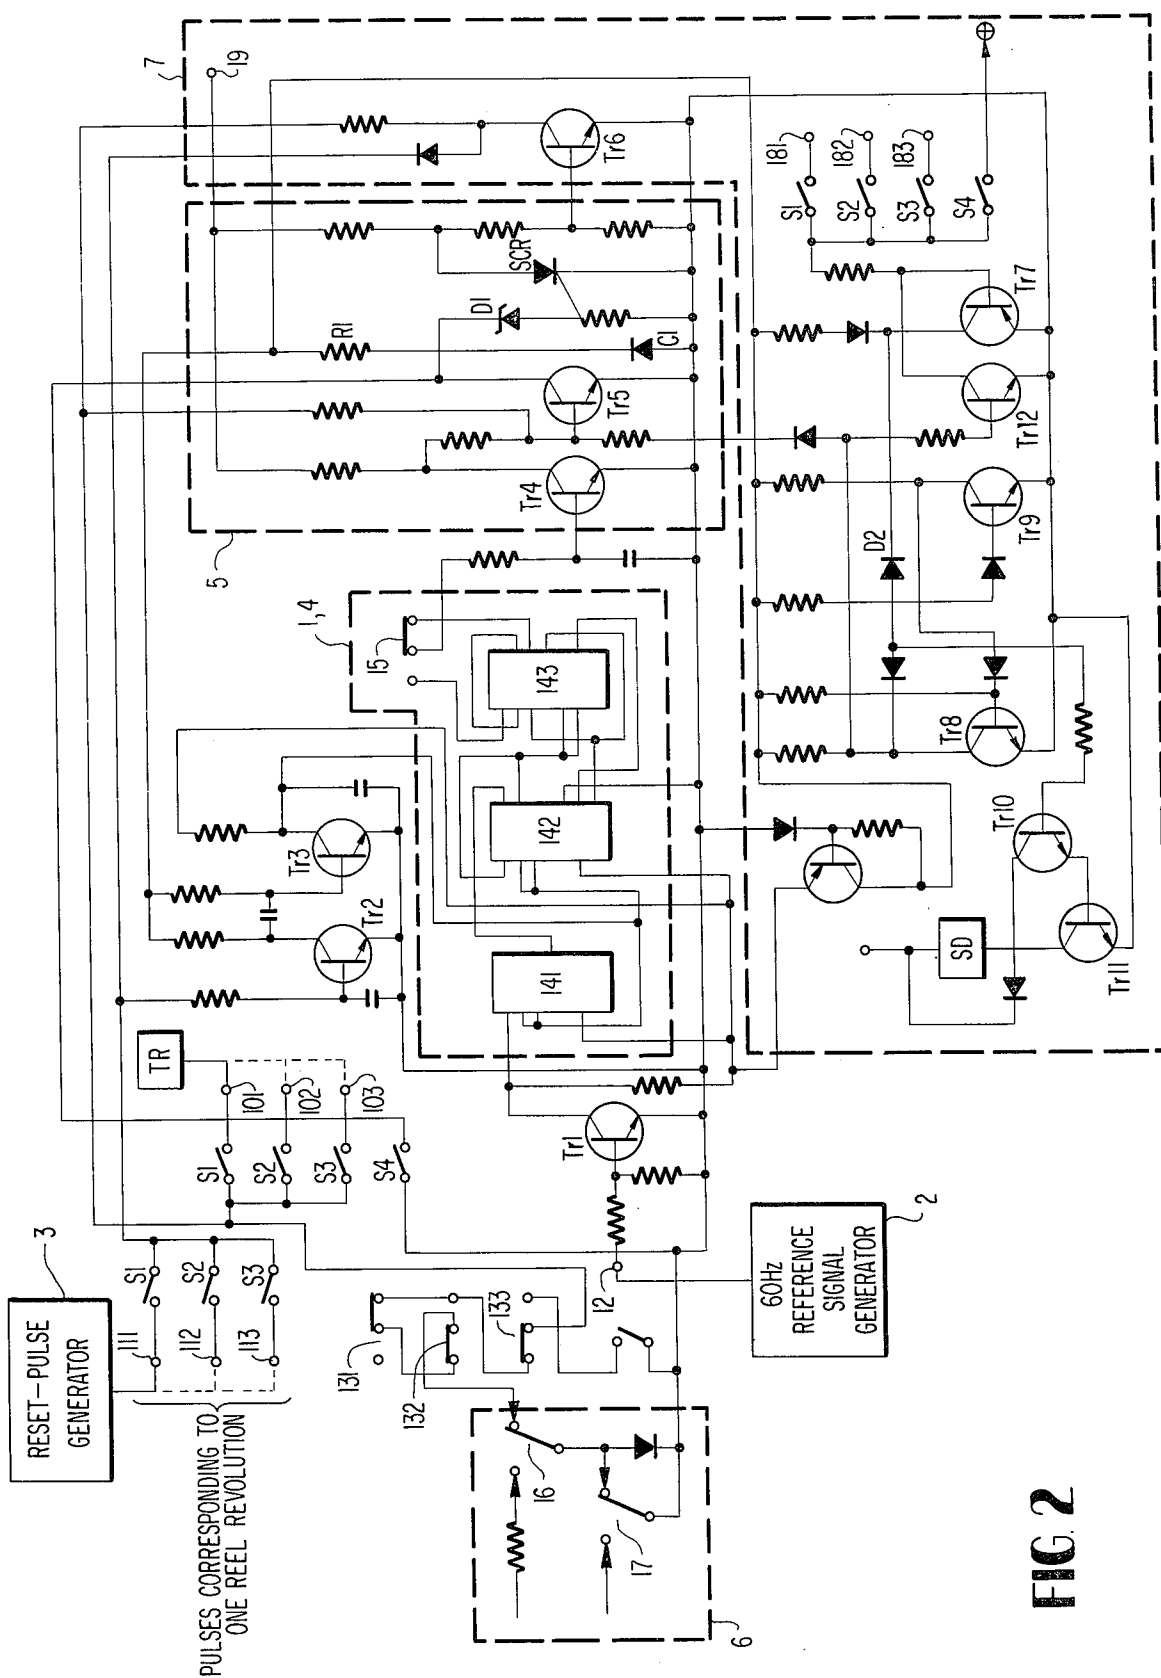 RESET-PULSE
GENERATOR
3
PULSES CORRESPONDING TO
ONE REEL REVOLUTION
111
112
113
S1
S2
S3
TR
101
102
103
S1
S2
S3
S4
131
132
133
16
17
6
12
60HZ
REFERENCE
SIGNAL
GENERATOR
2
Tr1
Tr2
Tr3
1,4
15
141
142
143
5
Tr4
Tr5
R1
C1
D1
SCR
7
19
Tr6
SD
Tr11
Tr10
Tr8
D2
Tr9
Tr12
Tr7
S1
S2
S3
S4
181
182
183
FIG. 2